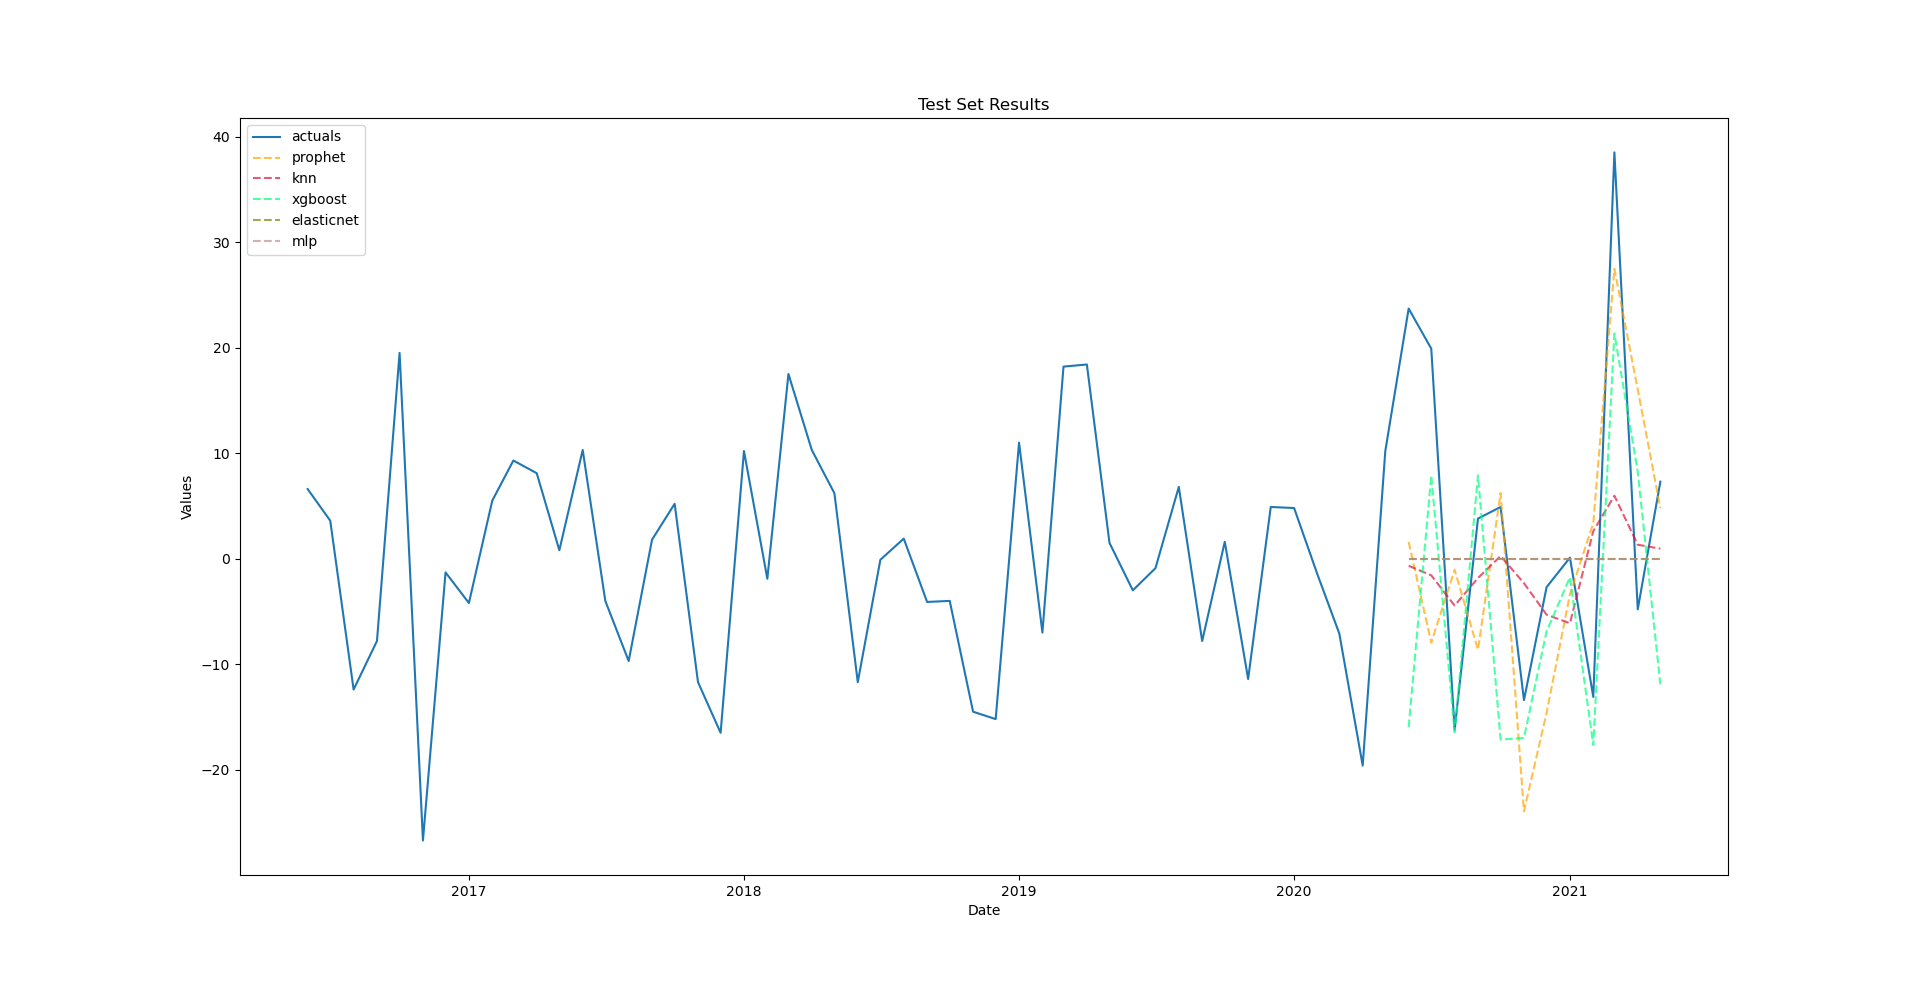 Test Set Results
actuals
prophet
knn
xgboost
elasticnet
mlp
40
30
20
10
0
−10
−20
Values
2017 2018 2019 2020 2021
Date